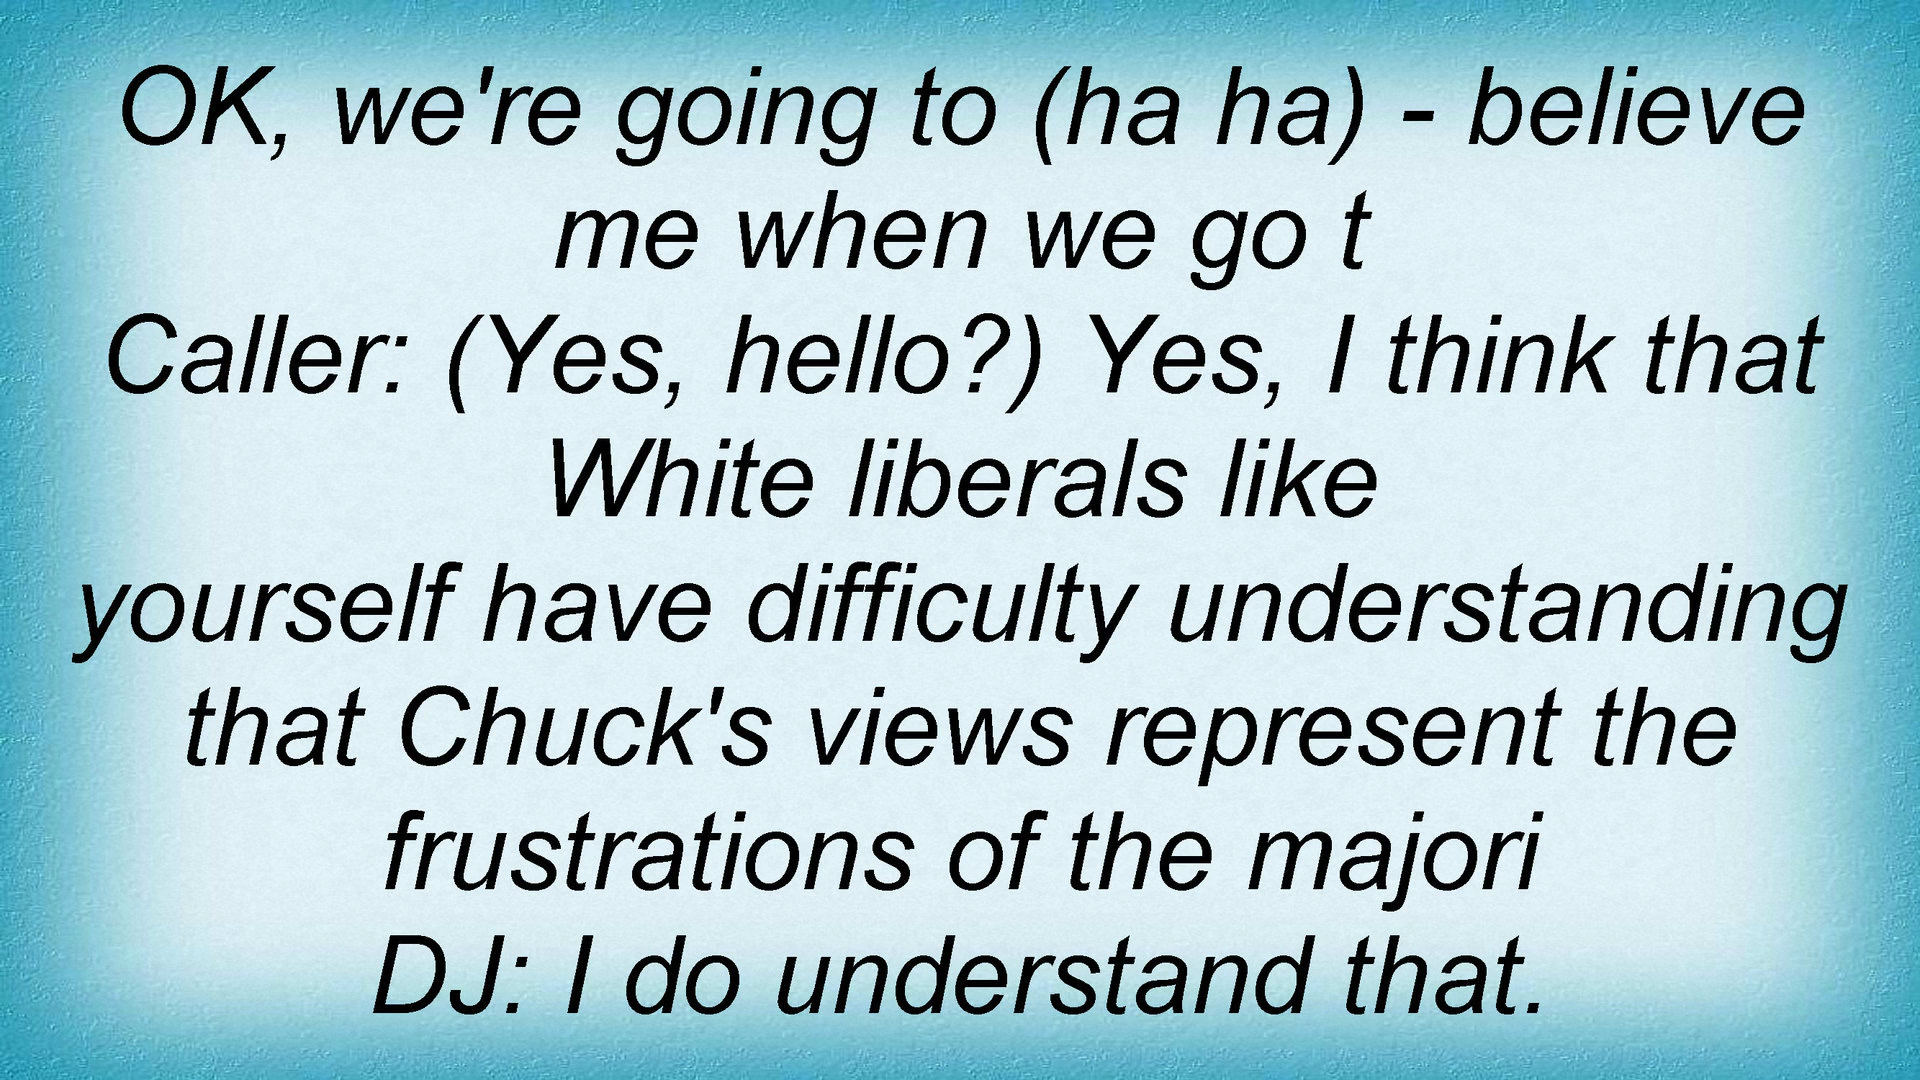 OK, we're going to (ha ha) - believe
me when we go t
Caller: (Yes, hello?) Yes, I think that
White liberals like
yourself have difficulty understanding
that Chuck's views represent the
frustrations of the majori
DJ: I do understand that.